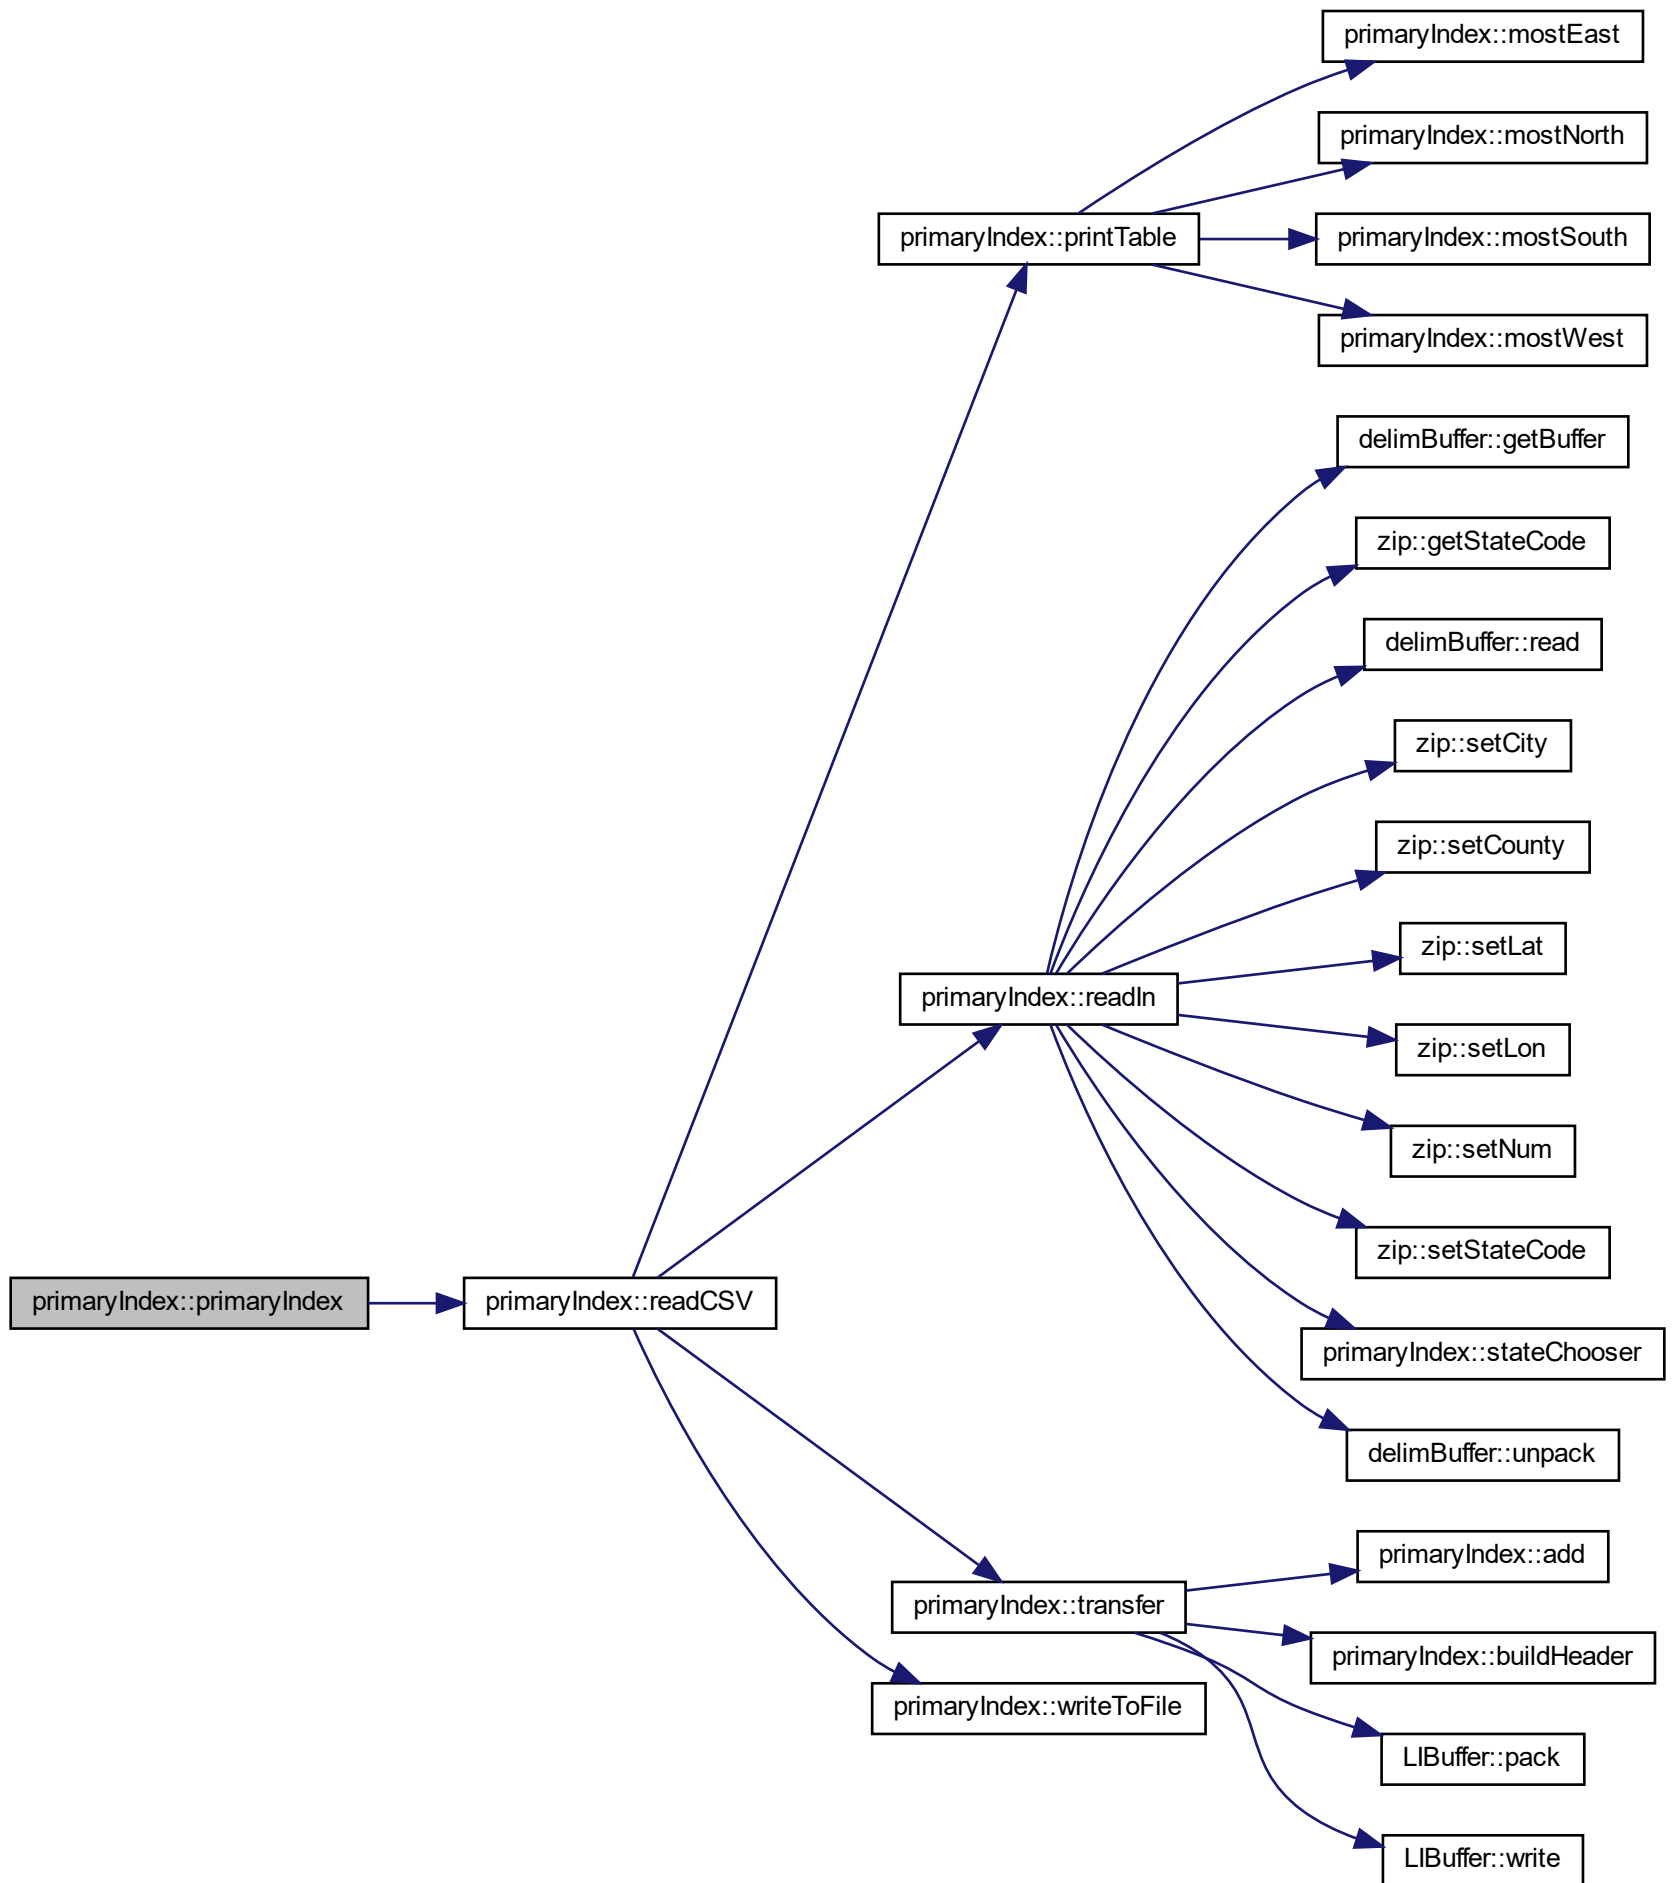 primaryIndex::mostEast
primaryIndex::mostNorth
primaryIndex::printTable
primaryIndex::mostSouth
primaryIndex::mostWest
delimBuffer::getBuffer
zip::getStateCode
delimBuffer::read
zip::setCity
zip::setCounty
zip::setLat
primaryIndex::readIn
zip::setLon
zip::setNum
zip::setStateCode
primaryIndex::primaryIndex
primaryIndex::readCSV
primaryIndex::stateChooser
delimBuffer::unpack
primaryIndex::add
primaryIndex::transfer
primaryIndex::buildHeader
primaryIndex::writeToFile
LIBuffer::pack
LIBuffer::write